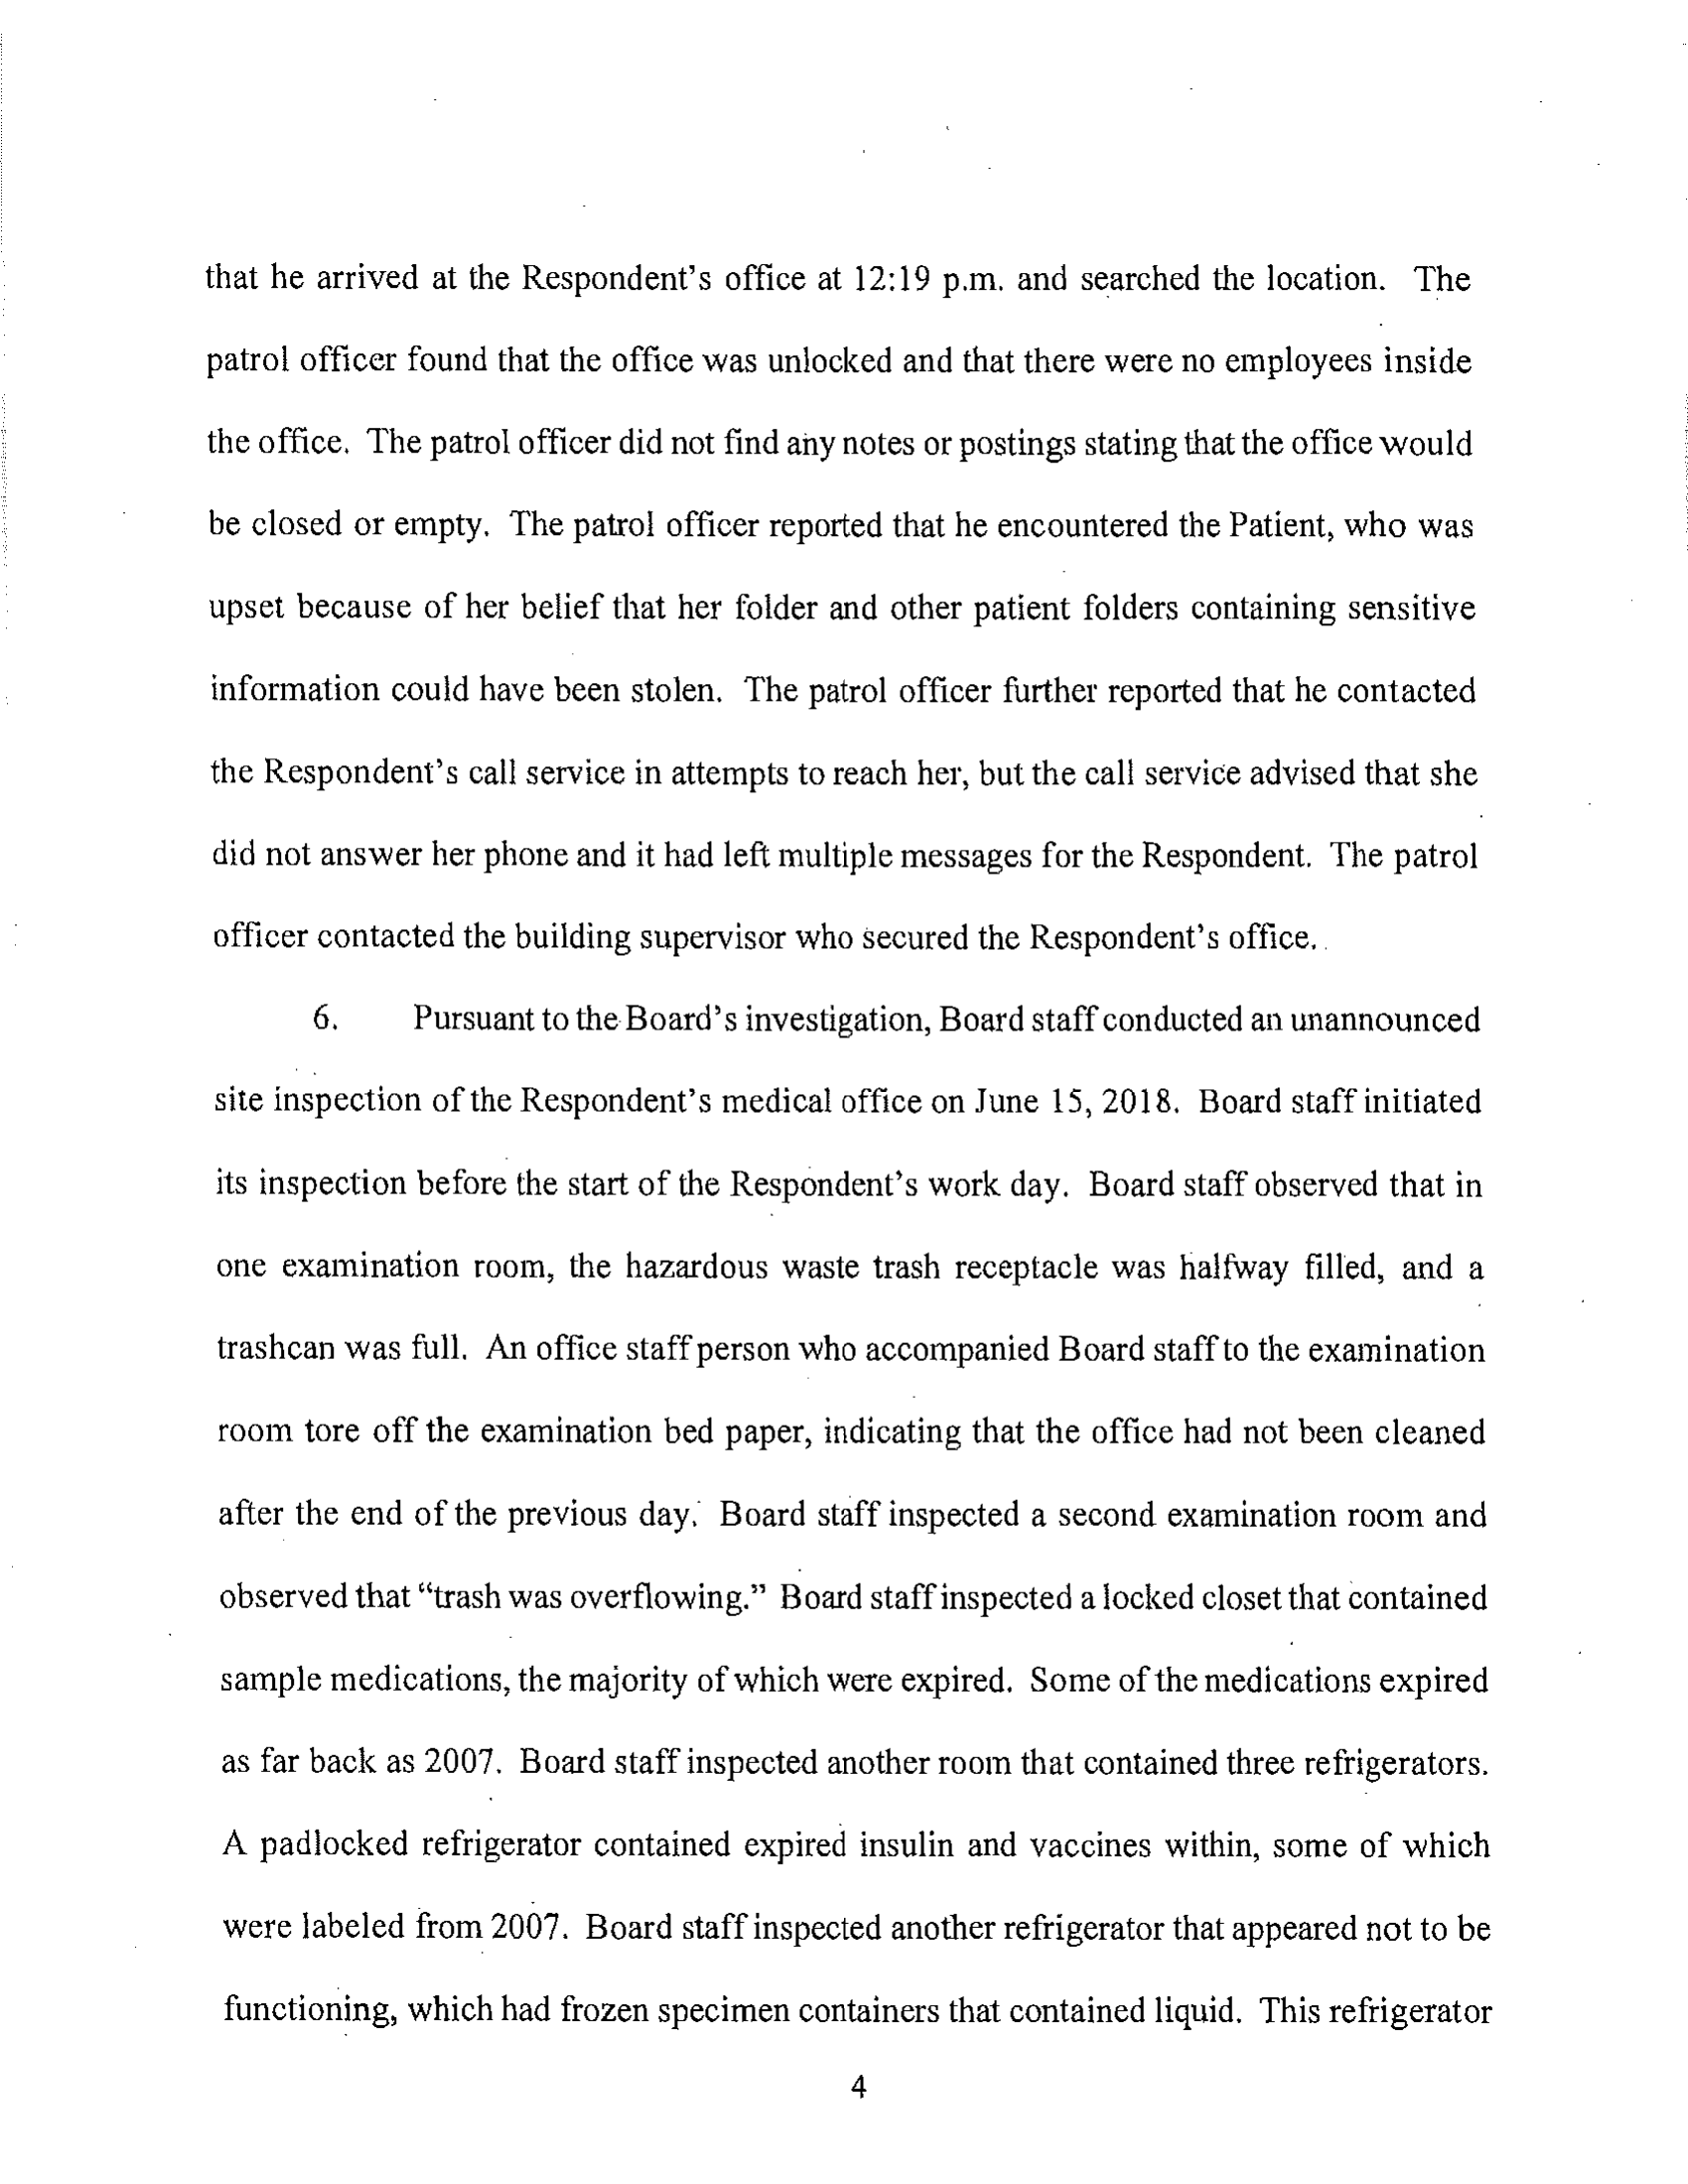 that he arrived at the Respondent's office at 12:19 p.m. and searched the location. The
patrol officer found that the office was unlocked and that there were no employees inside
the office. The patrol officer did not find any notes or postings stating that the office would
be closed or empty. The patrol officer reported that he encountered the Patient, who was
upset because of her belief that her folder and other patient folders containing sensitive
information could have been stolen. The patrol officer further reported that he contacted
the Respondent's call service in attempts to reach her, but the call service advised that she
did not answer her phone and it had left multiple messages for the Respondent. The patrol
officer contacted the building supervisor who secured the Respondent's office.
6. Pursuant to the Board's investigation, Board staff conducted an unannounced
site inspection of the Respondent's medical office on June 15, 2018. Board staff initiated
its inspection before the start of the Respondent's work day. Board staff observed that in
one examination room, the hazardous waste trash receptacle was halfway filled, and a
trashcan was full. An office staff person who accompanied Board staff to the examination
room tore off the examination bed paper, indicating that the office had not been cleaned
after the end of the previous day. Board staff inspected a second examination room and
observed that “trash was overflowing.” Board staff inspected a locked closet that contained
sample medications, the majority of which were expired. Some of the medications expired
as far back as 2007. Board staff inspected another room that contained three refrigerators.
A padlocked refrigerator contained expired insulin and vaccines within, some of which
were labeled from 2007. Board staff inspected another refrigerator that appeared not to be
functioning, which had frozen specimen containers that contained liquid. This refrigerator
4